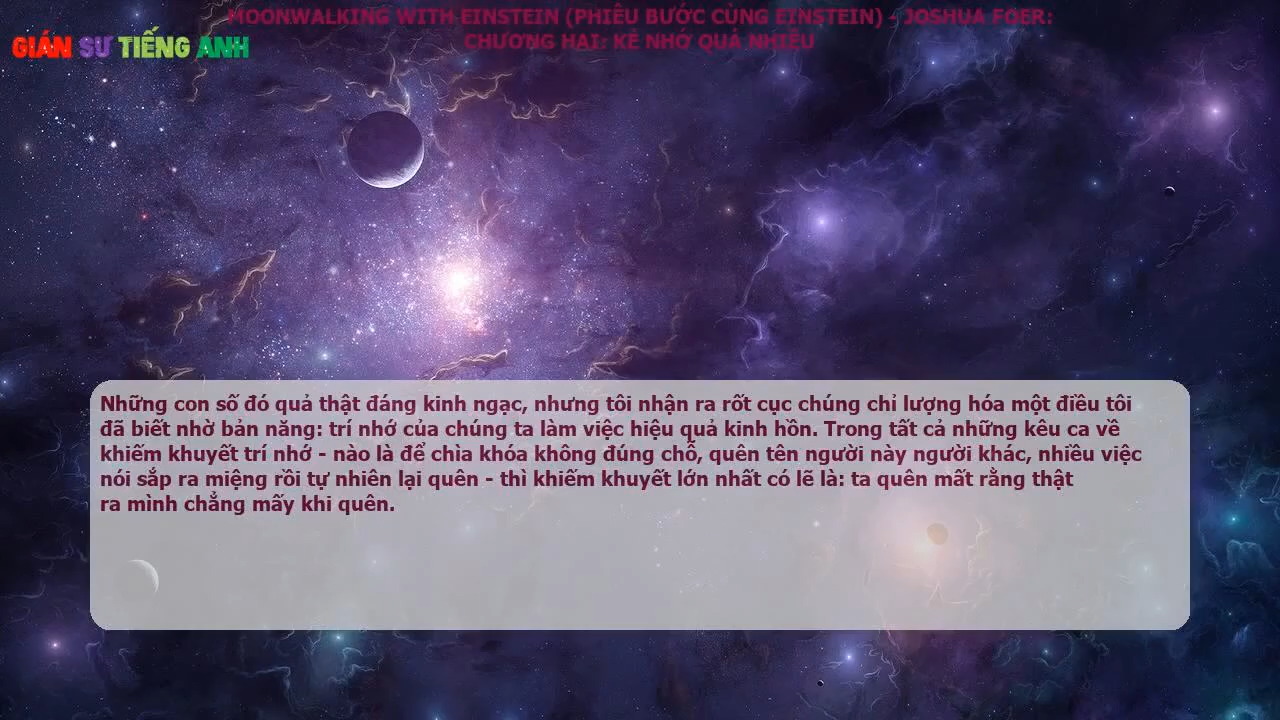 MOONWALKING WITH EINSTEIN (PHIÊU BƯỚC CÙNG EINSTEIN) - JOSHUA FOER:
CHƯƠNG HAI: KẺ NHỚ QUÁ NHIỀU
GIÁN SƯ TIẾNG ANH
Những con số đó quả thật đáng kinh ngạc, nhưng tôi nhận ra rốt cục chúng chỉ lượng hóa một điều tôi
đã biết nhờ bản năng: trí nhớ của chúng ta làm việc hiệu quả kinh hồn. Trong tất cả những kêu ca về
khiếm khuyết trí nhớ - nào là để chìa khóa không đúng chỗ, quên tên người này người khác, nhiều việc
nói sắp ra miệng rồi tự nhiên lại quên - thì khiếm khuyết lớn nhất có lẽ là: ta quên mất rằng thật
ra mình chẳng mấy khi quên.